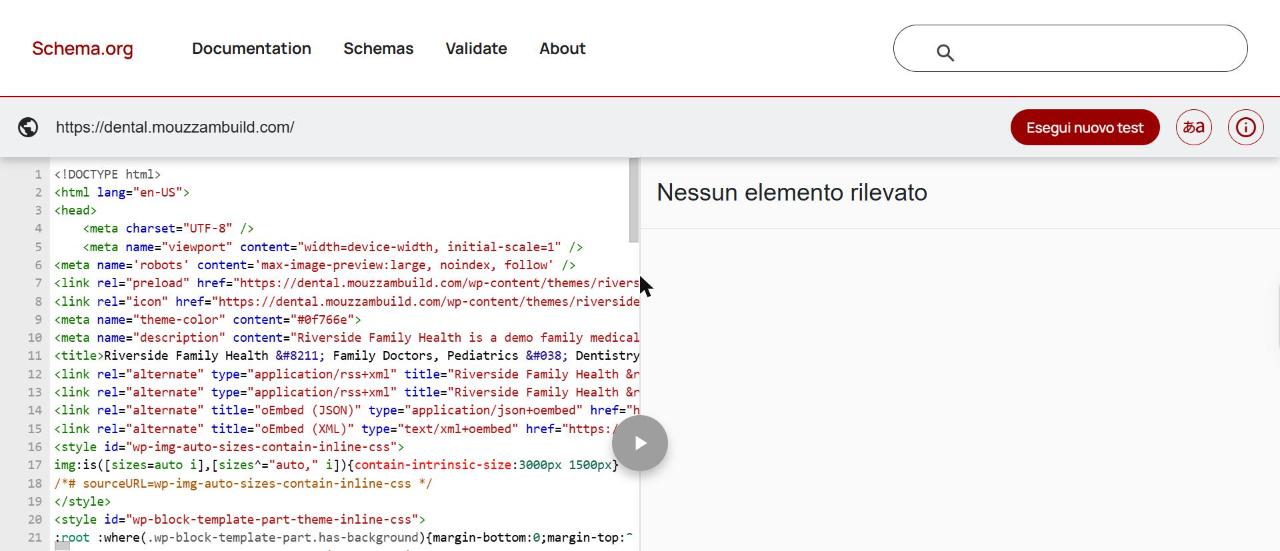 Schema.org Documentation Schemas Validate About
https://dental.mouzzambuild.com/ Esegui nuovo test あa
1 <!DOCTYPE html>
2 <html lang="en-US">
3 <head>
4 <meta charset="UTF-8" />
5 <meta name="viewport" content="width=device-width, initial-scale=1" />
6 <meta name='robots' content='max-image-preview:large, noindex, follow' />
7 <link rel="preload" href="https://dental.mouzzambuild.com/wp-content/themes/rivers
8 <link rel="icon" href="https://dental.mouzzambuild.com/wp-content/themes/riverside
9 <meta name="theme-color" content="#0f766e">
10 <meta name="description" content="Riverside Family Health is a demo family medical
11 <title>Riverside Family Health &#8211; Family Doctors, Pediatrics &#038; Dentistry
12 <link rel="alternate" type="application/rss+xml" title="Riverside Family Health &r
13 <link rel="alternate" type="application/rss+xml" title="Riverside Family Health &r
14 <link rel="alternate" title="oEmbed (JSON)" type="application/json+oembed" href="h
15 <link rel="alternate" title="oEmbed (XML)" type="text/xml+oembed" href="https:/
16 <style id="wp-img-auto-sizes-contain-inline-css">
17 img:is([sizes=auto i],[sizes^="auto," i]){contain-intrinsic-size:3000px 1500px}
18 /*# sourceURL=wp-img-auto-sizes-contain-inline-css */
19 </style>
20 <style id="wp-block-template-part-theme-inline-css">
21 :root :where(.wp-block-template-part.has-background){margin-bottom:0;margin-top:
Nessun elemento rilevato